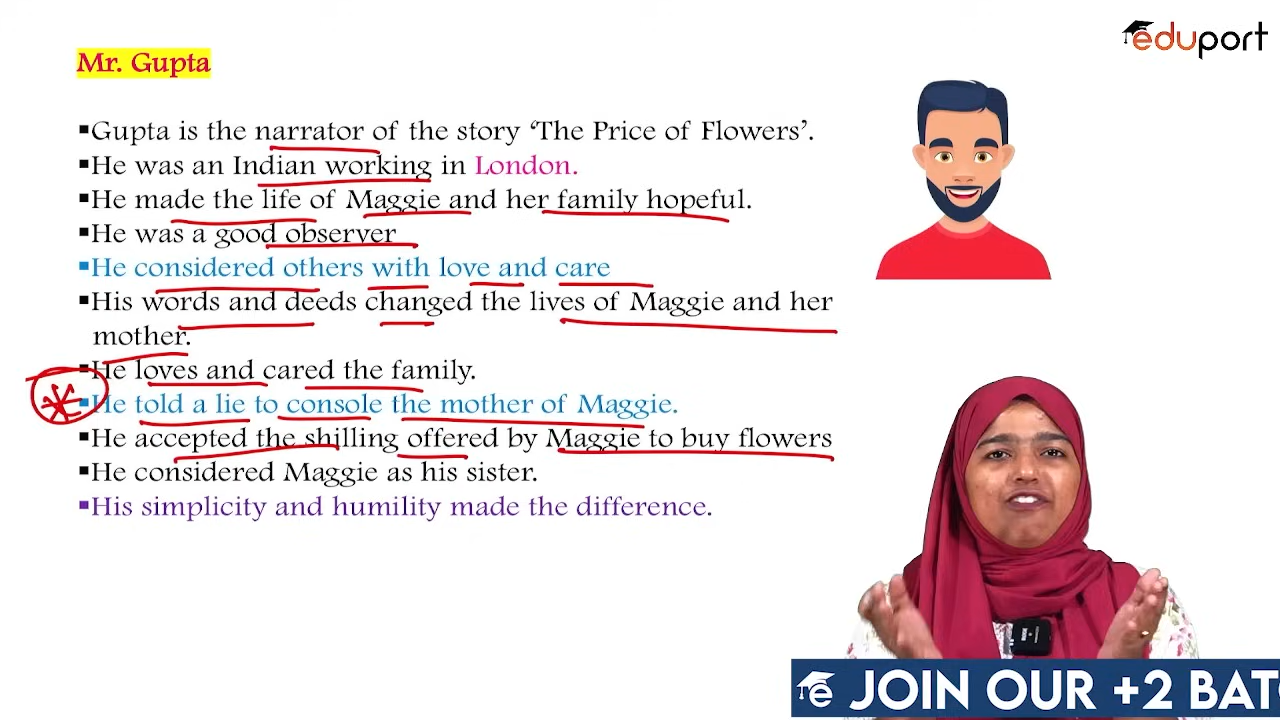 eduport
Mr. Gupta
▪Gupta is the narrator of the story ‘The Price of Flowers’.
▪He was an Indian working in London.
▪He made the life of Maggie and her family hopeful.
▪He was a good observer
▪He considered others with love and care
▪His words and deeds changed the lives of Maggie and her
mother.
▪He loves and cared the family.
▪He told a lie to console the mother of Maggie.
▪He accepted the shilling offered by Maggie to buy flowers
▪He considered Maggie as his sister.
▪His simplicity and humility made the difference.
e JOIN OUR +2 BAT